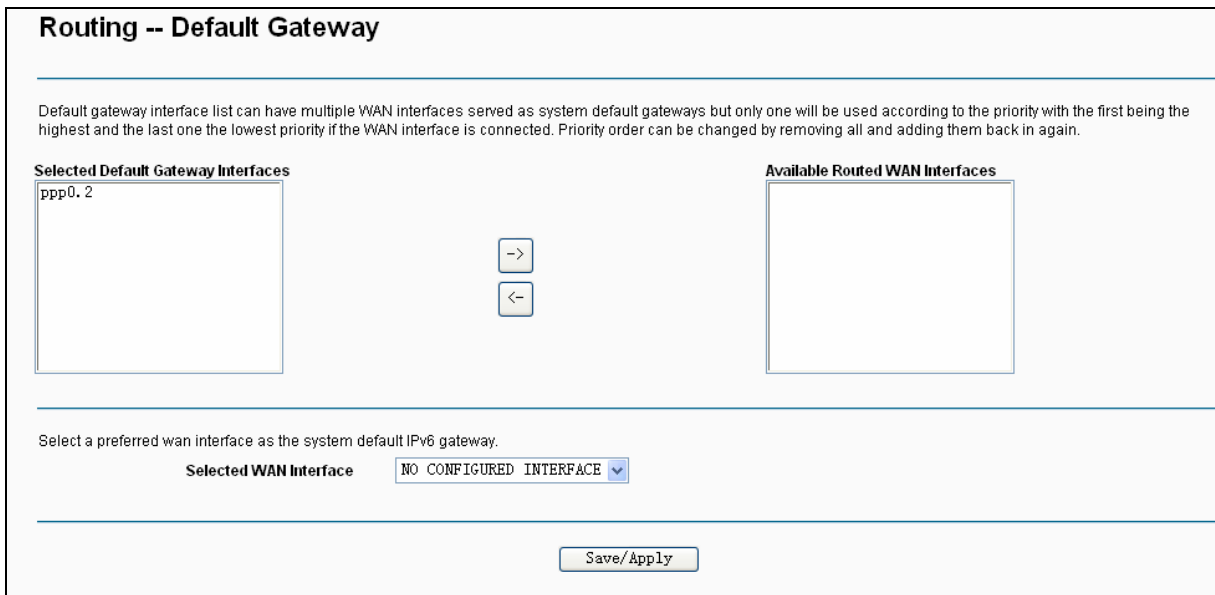 Routing -- Default Gateway
Default gateway interface list can have multiple WAN interfaces served as system default gateways but only one will be used according to the priority with the first being the
highest and the last one the lowest priority if the WAN interface is connected. Priority order can be changed by removing all and adding them back in again.
Selected Default Gateway Interfaces
Available Routed WAN Interfaces
ppp0.2
->
<-
Select a preferred wan interface as the system default IPv6 gateway.
Selected WAN Interface NO CONFIGURED INTERFACE
Save/Apply